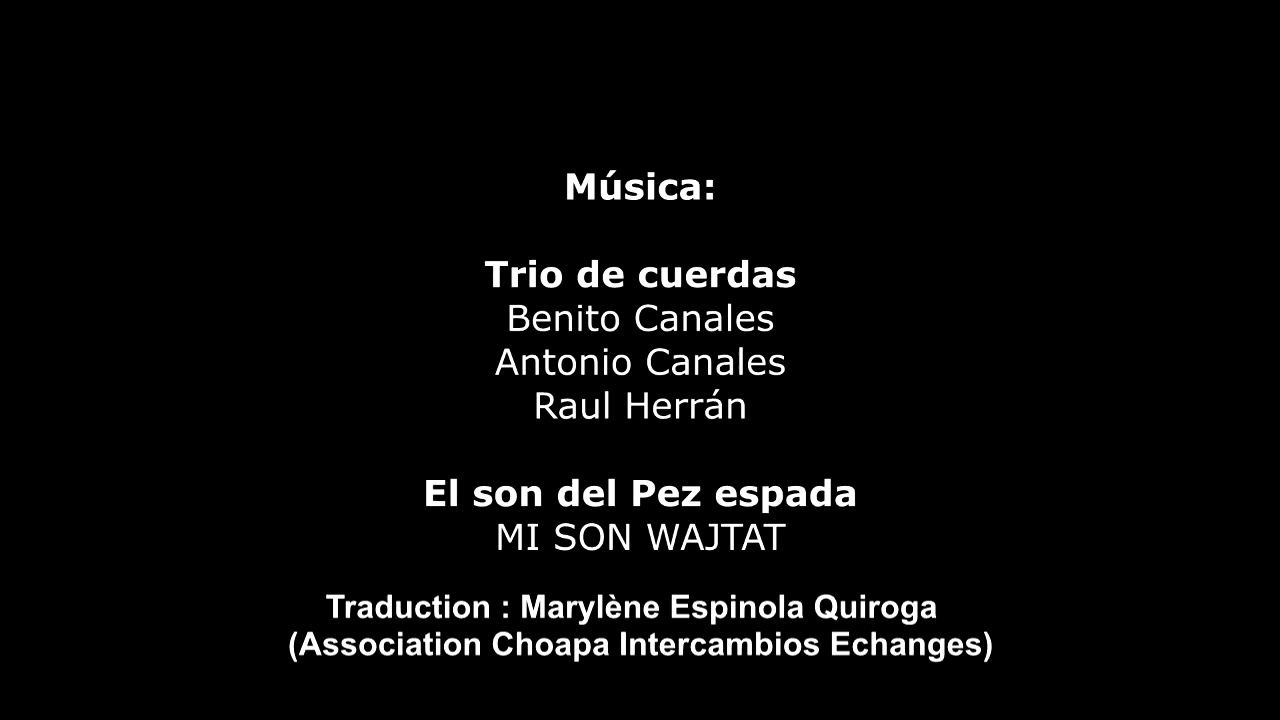 Música:
Trio de cuerdas
Benito Canales
Antonio Canales
Raul Herrán
El son del Pez espada
MI SON WAJTAT
Traduction : Marylène Espinola Quiroga
(Association Choapa Intercambios Echanges)